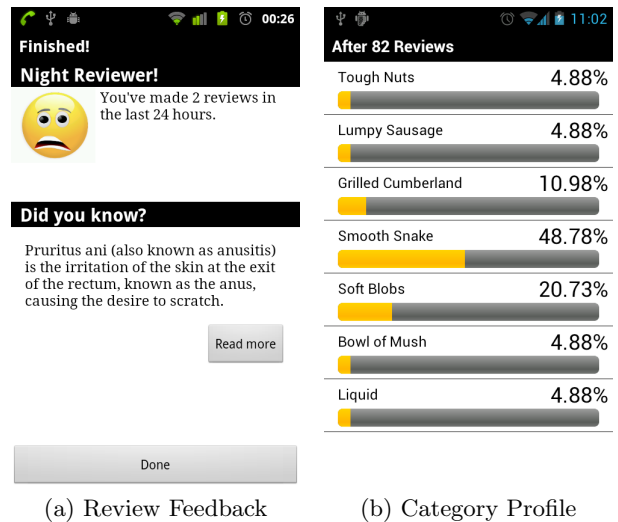 00:26
Finished!
Night Reviewer!
You've made 2 reviews in
the last 24 hours.
Did you know?
Pruritus ani (also known as anusitis)
is the irritation of the skin at the exit
of the rectum, known as the anus,
causing the desire to scratch.
Read more
Done
(a) Review Feedback
11:02
After 82 Reviews
Tough Nuts 4.88%
Lumpy Sausage 4.88%
Grilled Cumberland 10.98%
Smooth Snake 48.78%
Soft Blobs 20.73%
Bowl of Mush 4.88%
Liquid 4.88%
(b) Category Profile